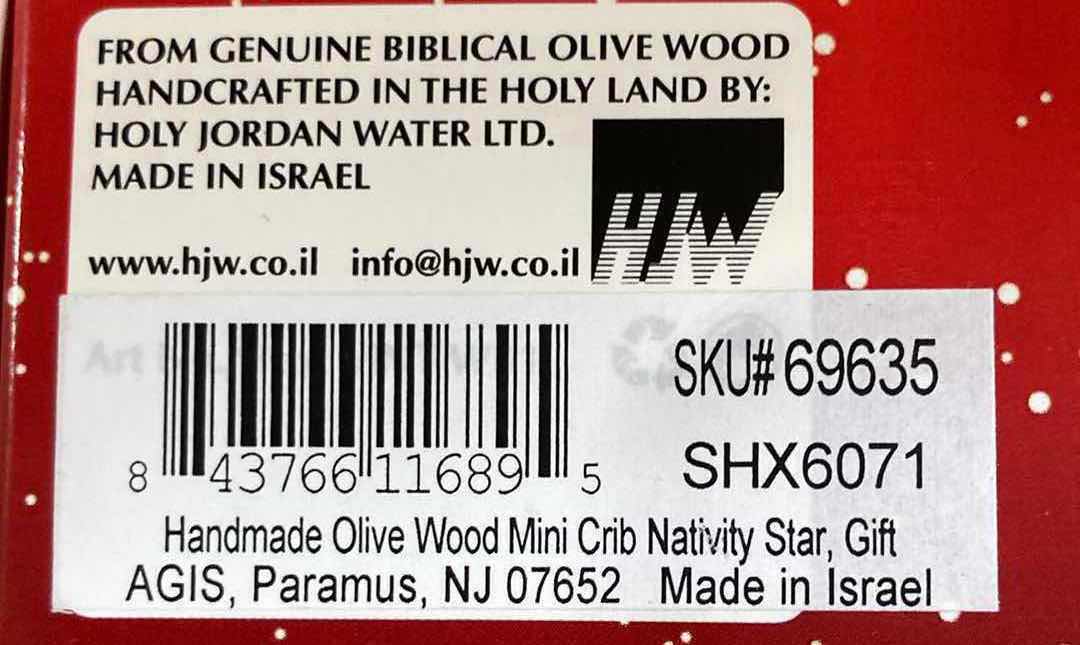 FROM GENUINE BIBLICAL OLIVE WOOD
HANDCRAFTED IN THE HOLY LAND BY:
HOLY JORDAN WATER LTD.
MADE IN ISRAEL
www.hjw.co.il info@hjw.co.il
HJW
SKU# 69635
8 43766 11689 5
SHX6071
Handmade Olive Wood Mini Crib Nativity Star, Gift
AGIS, Paramus, NJ 07652 Made in Israel